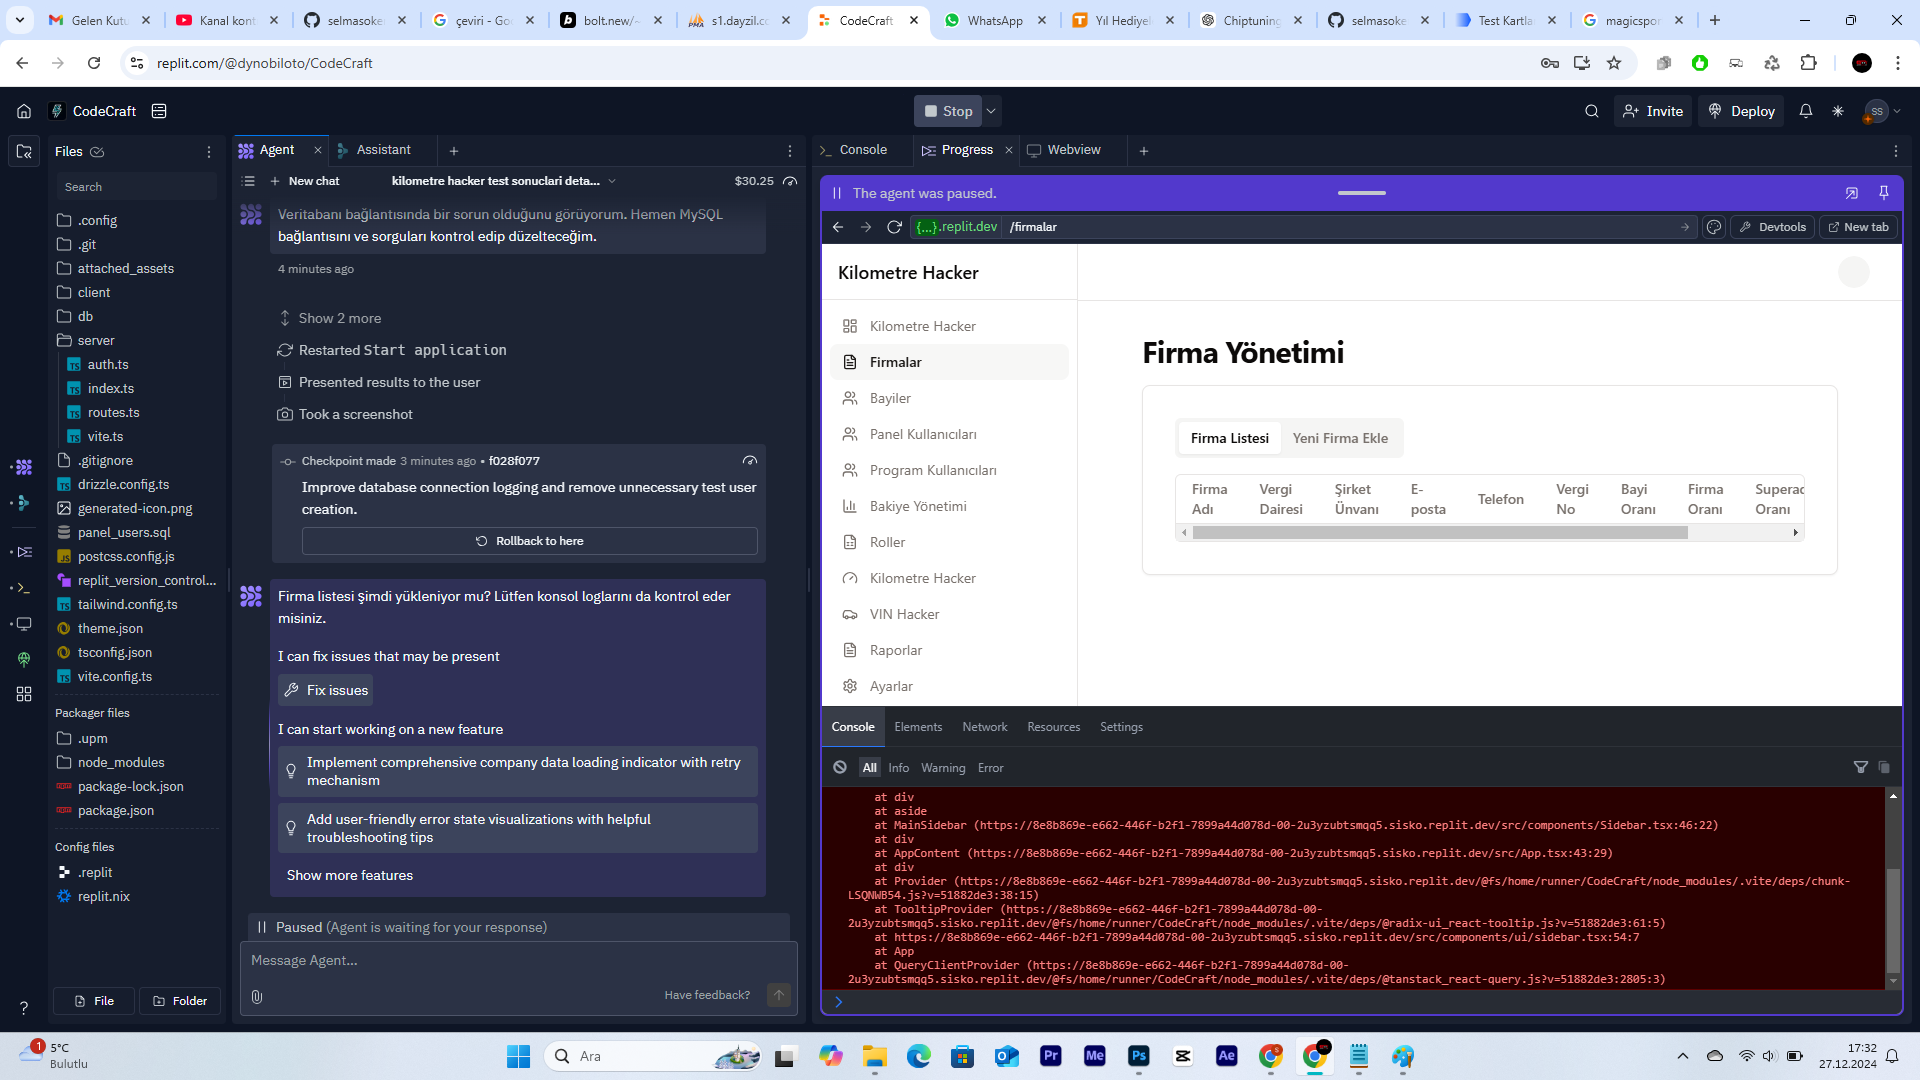 Gelen Kutu
Kanal kont
selmasoke
çeviri - Goo
bolt.new/~
s1.dayzil.co
CodeCraft
WhatsApp
Yıl Hediyele
Chiptuning
selmasoke
Test Kartla
magicspor
replit.com/@dynobiloto/CodeCraft
CodeCraft
Stop
Invite
Deploy
SS
Files
Agent
Assistant
Console
Progress
Webview
Search
New chat
kilometre hacker test sonuclari deta...
$30.25
The agent was paused.
.config
.git
attached_assets
client
db
server
auth.ts
index.ts
routes.ts
vite.ts
.gitignore
drizzle.config.ts
generated-icon.png
panel_users.sql
postcss.config.js
replit_version_control...
tailwind.config.ts
theme.json
tsconfig.json
vite.config.ts
Packager files
.upm
node_modules
package-lock.json
package.json
Config files
.replit
replit.nix
File
Folder
Veritabanı bağlantısında bir sorun olduğunu görüyorum. Hemen MySQL
bağlantısını ve sorguları kontrol edip düzelteceğim.
4 minutes ago
Show 2 more
Restarted Start application
Presented results to the user
Took a screenshot
Checkpoint made 3 minutes ago • f028f077
Improve database connection logging and remove unnecessary test user
creation.
Rollback to here
Firma listesi şimdi yükleniyor mu? Lütfen konsol loglarını da kontrol eder
misiniz.
I can fix issues that may be present
Fix issues
I can start working on a new feature
Implement comprehensive company data loading indicator with retry
mechanism
Add user-friendly error state visualizations with helpful
troubleshooting tips
Show more features
Paused (Agent is waiting for your response)
Message Agent...
Have feedback?
{...}.replit.dev
/firmalar
Devtools
New tab
Kilometre Hacker
Kilometre Hacker
Firmalar
Bayiler
Panel Kullanıcıları
Program Kullanıcıları
Bakiye Yönetimi
Roller
Kilometre Hacker
VIN Hacker
Raporlar
Ayarlar
Firma Yönetimi
Firma Listesi
Yeni Firma Ekle
Firma Adı
Vergi Dairesi
Şirket Ünvanı
E-posta
Telefon
Vergi No
Bayi Oranı
Firma Oranı
Superad Oranı
Console
Elements
Network
Resources
Settings
All
Info
Warning
Error
at div
at aside
at MainSidebar (https://8e8b869e-e662-446f-b2f1-7899a44d078d-00-2u3yzubtsmqq5.sisko.replit.dev/src/components/Sidebar.tsx:46:22)
at div
at AppContent (https://8e8b869e-e662-446f-b2f1-7899a44d078d-00-2u3yzubtsmqq5.sisko.replit.dev/src/App.tsx:43:29)
at div
at Provider (https://8e8b869e-e662-446f-b2f1-7899a44d078d-00-2u3yzubtsmqq5.sisko.replit.dev/@fs/home/runner/CodeCraft/node_modules/.vite/deps/chunk-
LSQNWB54.js?v=51882de3:38:15)
at TooltipProvider (https://8e8b869e-e662-446f-b2f1-7899a44d078d-00-
2u3yzubtsmqq5.sisko.replit.dev/@fs/home/runner/CodeCraft/node_modules/.vite/deps/@radix-ui_react-tooltip.js?v=51882de3:61:5)
at https://8e8b869e-e662-446f-b2f1-7899a44d078d-00-2u3yzubtsmqq5.sisko.replit.dev/src/components/ui/sidebar.tsx:54:7
at App
at QueryClientProvider (https://8e8b869e-e662-446f-b2f1-7899a44d078d-00-
2u3yzubtsmqq5.sisko.replit.dev/@fs/home/runner/CodeCraft/node_modules/.vite/deps/@tanstack_react-query.js?v=51882de3:2805:3)
1
5°C
Bulutlu
Ara
Pr
Me
Ps
Ae
17:32
27.12.2024